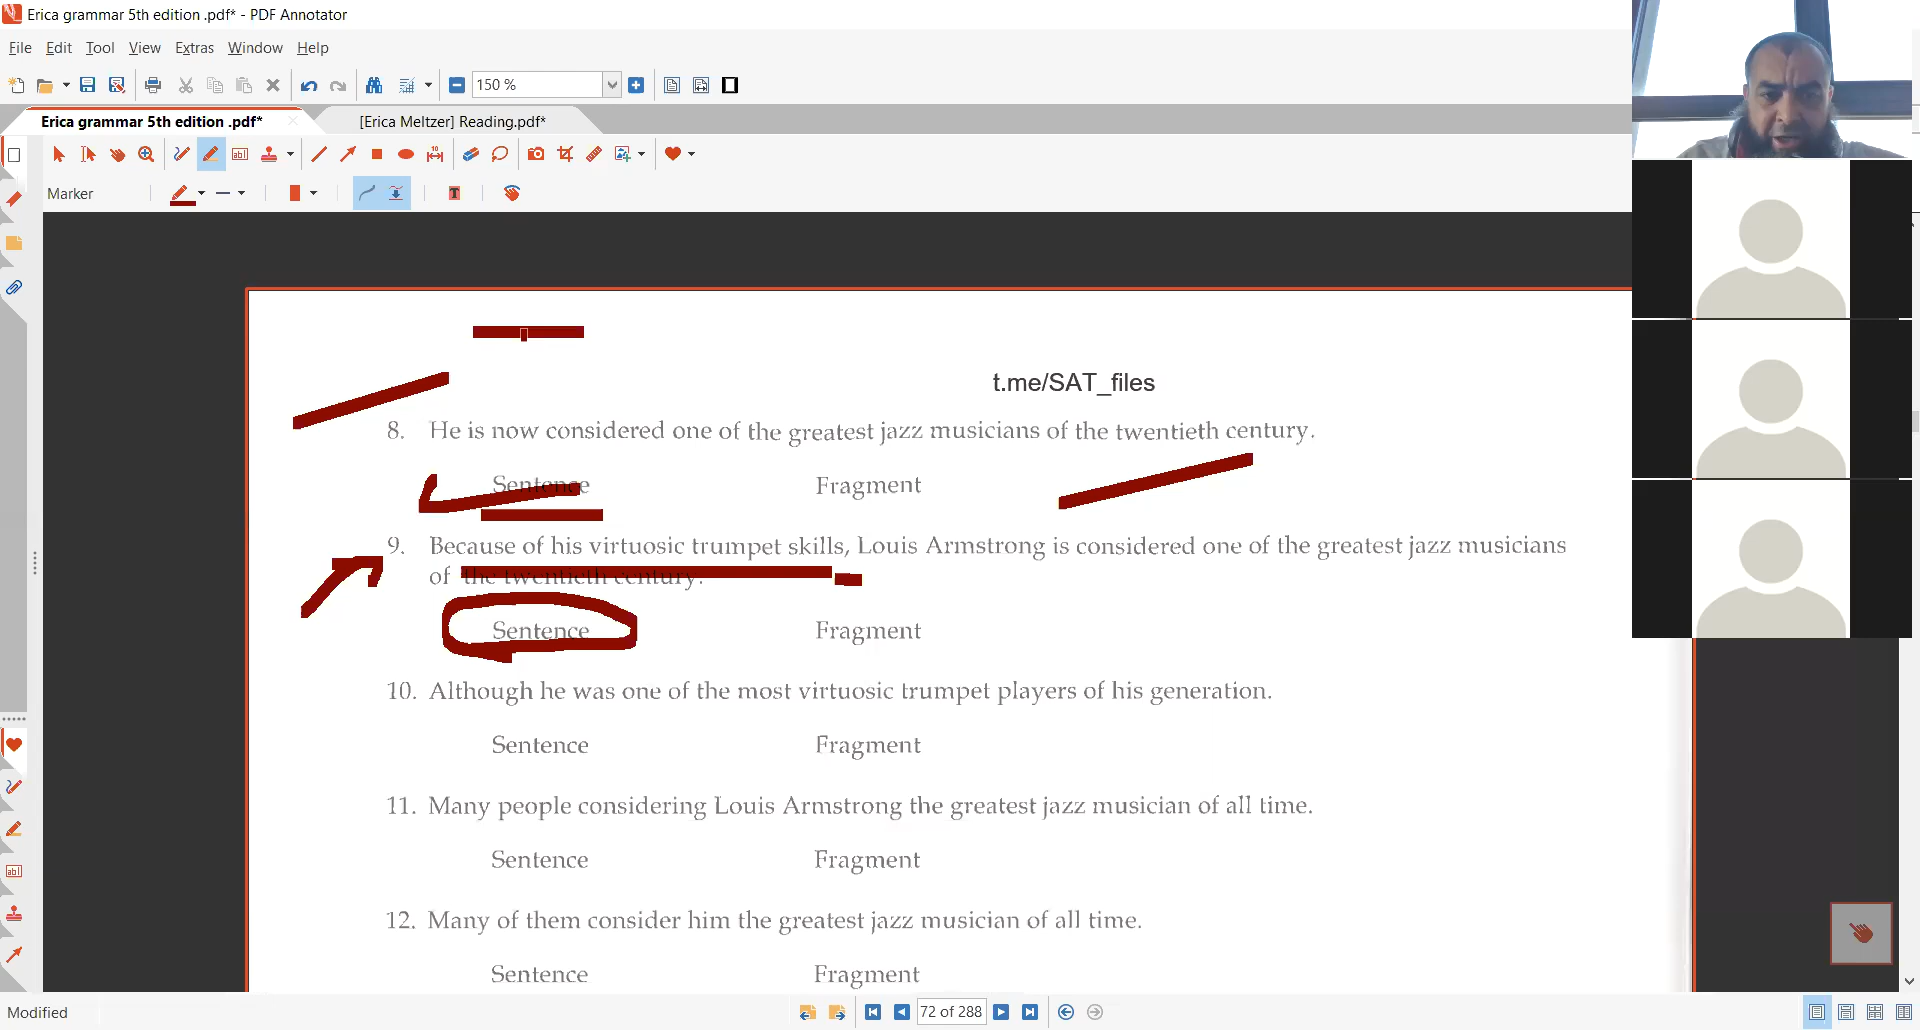 Erica grammar 5th edition .pdf* - PDF Annotator
File Edit Tool View Extras Window Help
150 %
Erica grammar 5th edition .pdf*
[Erica Meltzer] Reading.pdf*
Marker
t.me/SAT_files
8. He is now considered one of the greatest jazz musicians of the twentieth century.
Sentence Fragment
9. Because of his virtuosic trumpet skills, Louis Armstrong is considered one of the greatest jazz musicians
of the twentieth century.
Sentence Fragment
10. Although he was one of the most virtuosic trumpet players of his generation.
Sentence Fragment
11. Many people considering Louis Armstrong the greatest jazz musician of all time.
Sentence Fragment
12. Many of them consider him the greatest jazz musician of all time.
Sentence Fragment
Modified
72 of 288